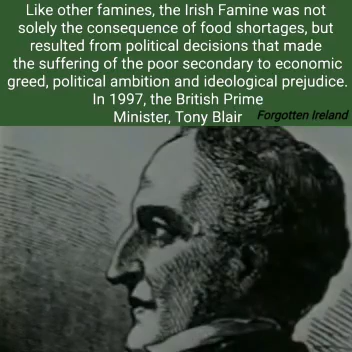 Like other famines, the Irish Famine was not
solely the consequence of food shortages, but
resulted from political decisions that made
the suffering of the poor secondary to economic
greed, political ambition and ideological prejudice.
In 1997, the British Prime
Minister, Tony Blair
Forgotten Ireland